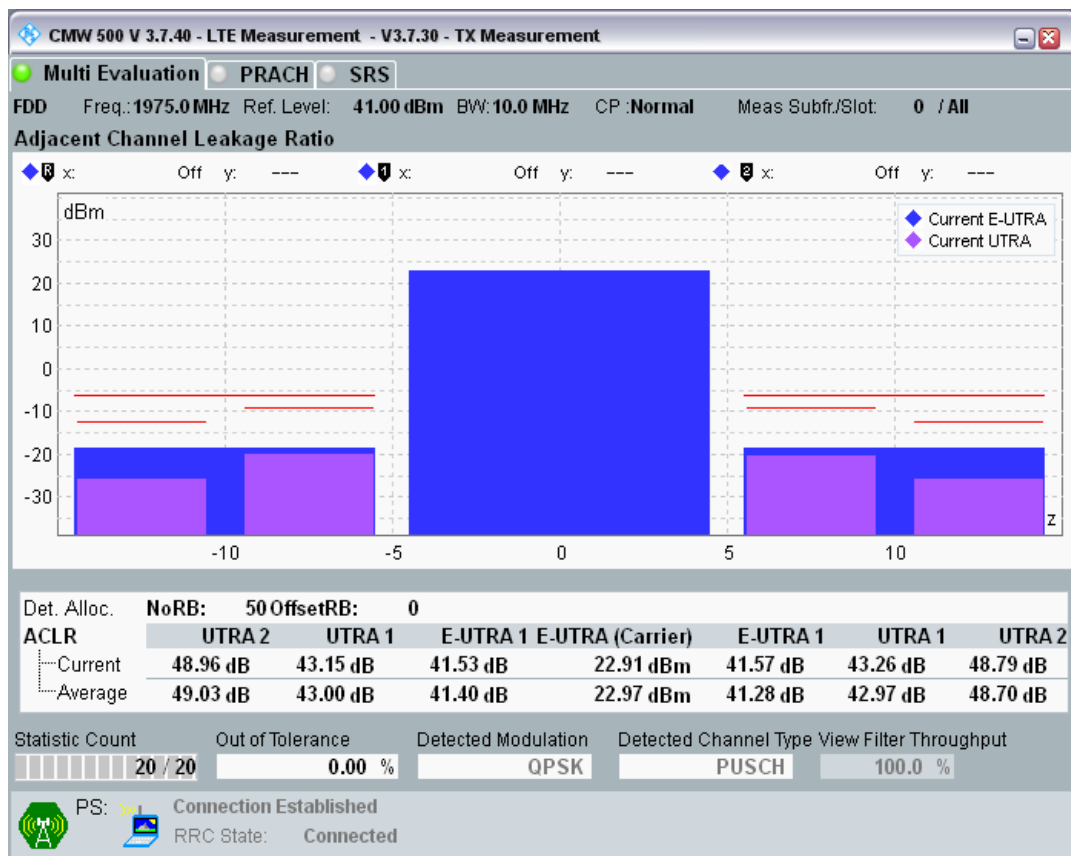 CMW 500 V 3.7.40 - LTE Measurement - V3.7.30 - TX Measurement
Multi Evaluation PRACH SRS
FDD Freq.: 1975.0 MHz Ref. Level: 41.00 dBm BW: 10.0 MHz CP :Normal Meas Subfr./Slot: 0 / All
Adjacent Channel Leakage Ratio
R x: Off y: --- 1 x: Off y: --- 2 x: Off y: ---
dBm
Current E-UTRA
Current UTRA
30
20
10
0
-10
-20
-30
z
-10 -5 0 5 10
Det. Alloc. NoRB: 50 OffsetRB: 0
ACLR UTRA 2 UTRA 1 E-UTRA 1 E-UTRA (Carrier) E-UTRA 1 UTRA 1 UTRA 2
Current 48.96 dB 43.15 dB 41.53 dB 22.91 dBm 41.57 dB 43.26 dB 48.79 dB
Average 49.03 dB 43.00 dB 41.40 dB 22.97 dBm 41.28 dB 42.97 dB 48.70 dB
Statistic Count Out of Tolerance Detected Modulation Detected Channel Type View Filter Throughput
20 / 20 0.00 % QPSK PUSCH 100.0 %
PS: Connection Established
RRC State: Connected